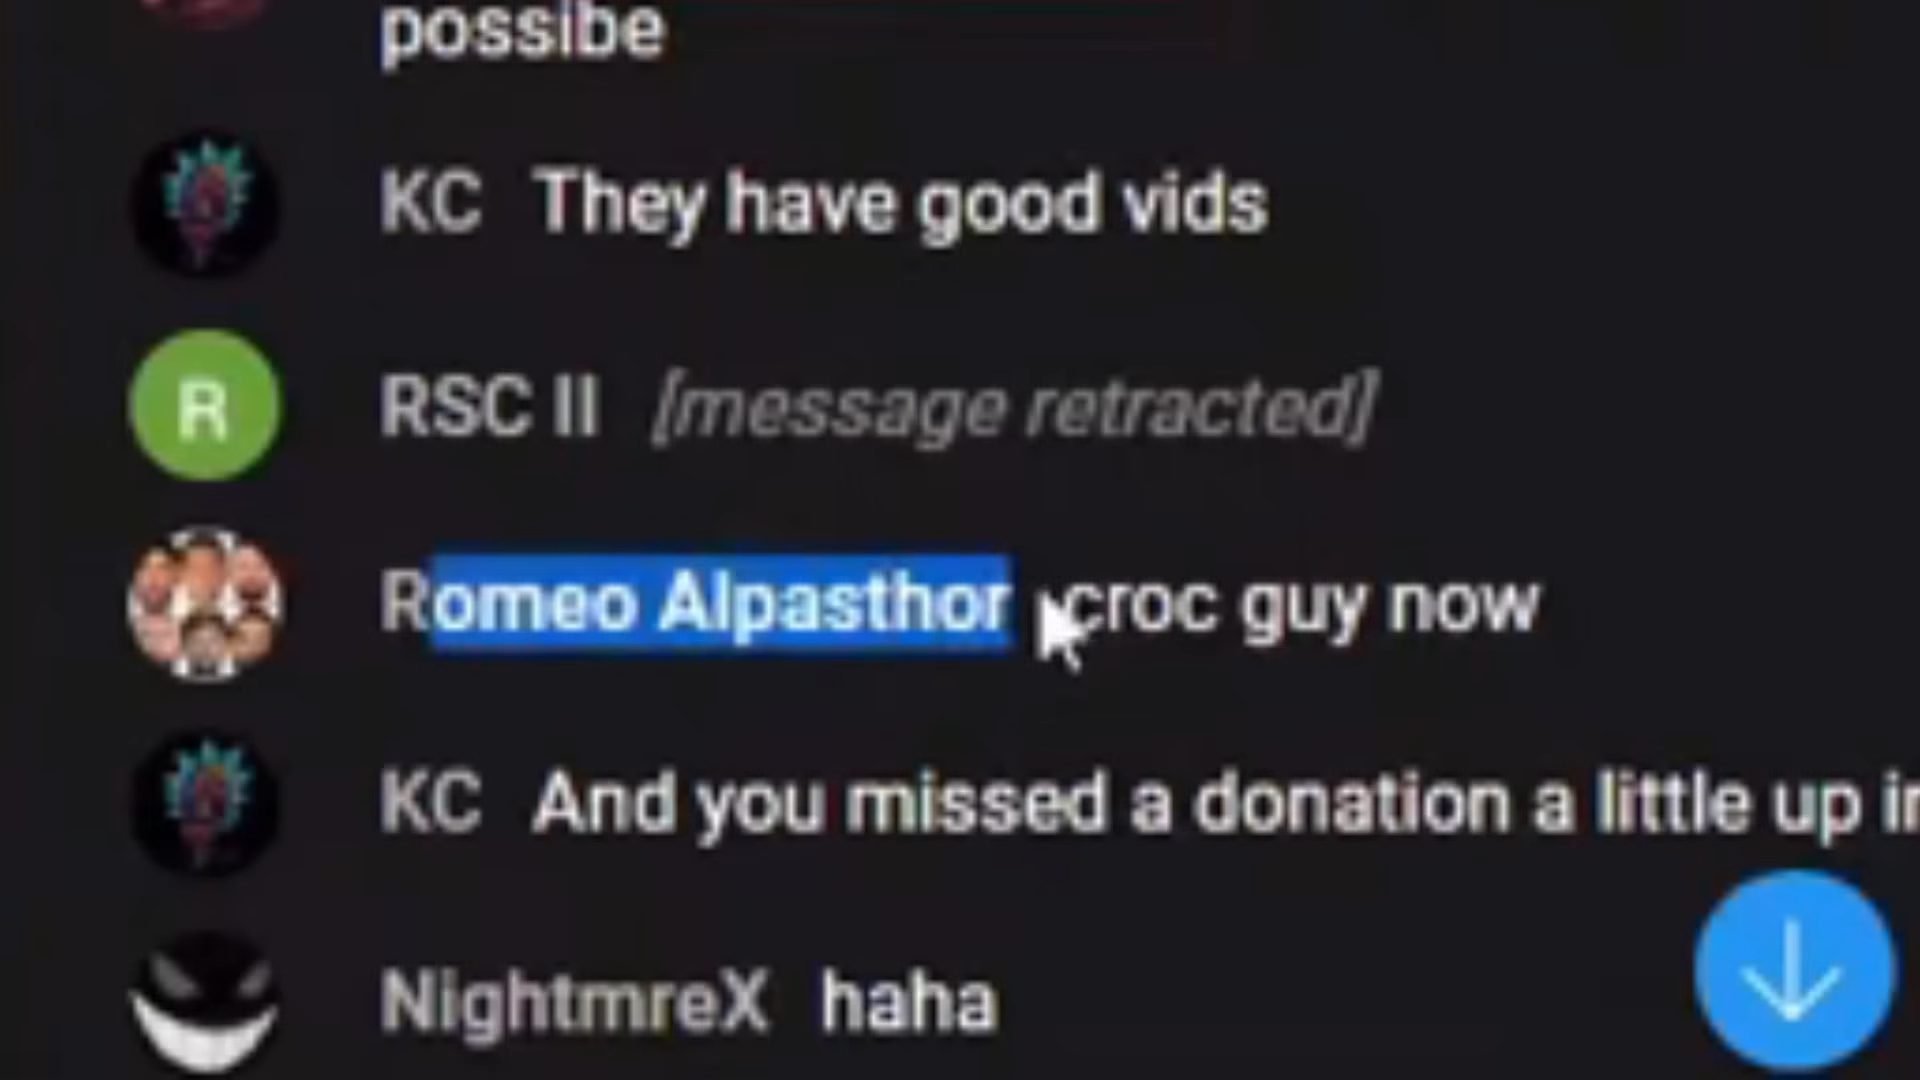 possibe
KC They have good vids
R RSC II [message retracted]
Romeo Alpasthor croc guy now
KC And you missed a donation a little up
NightmreX haha